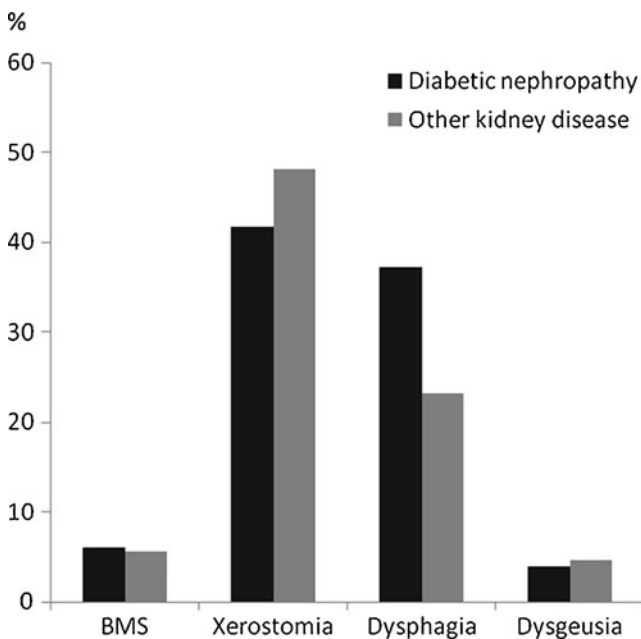 %
60
Diabetic nephropathy
Other kidney disease
50
40
30
20
10
0
BMS Xerostomia Dysphagia Dysgeusia